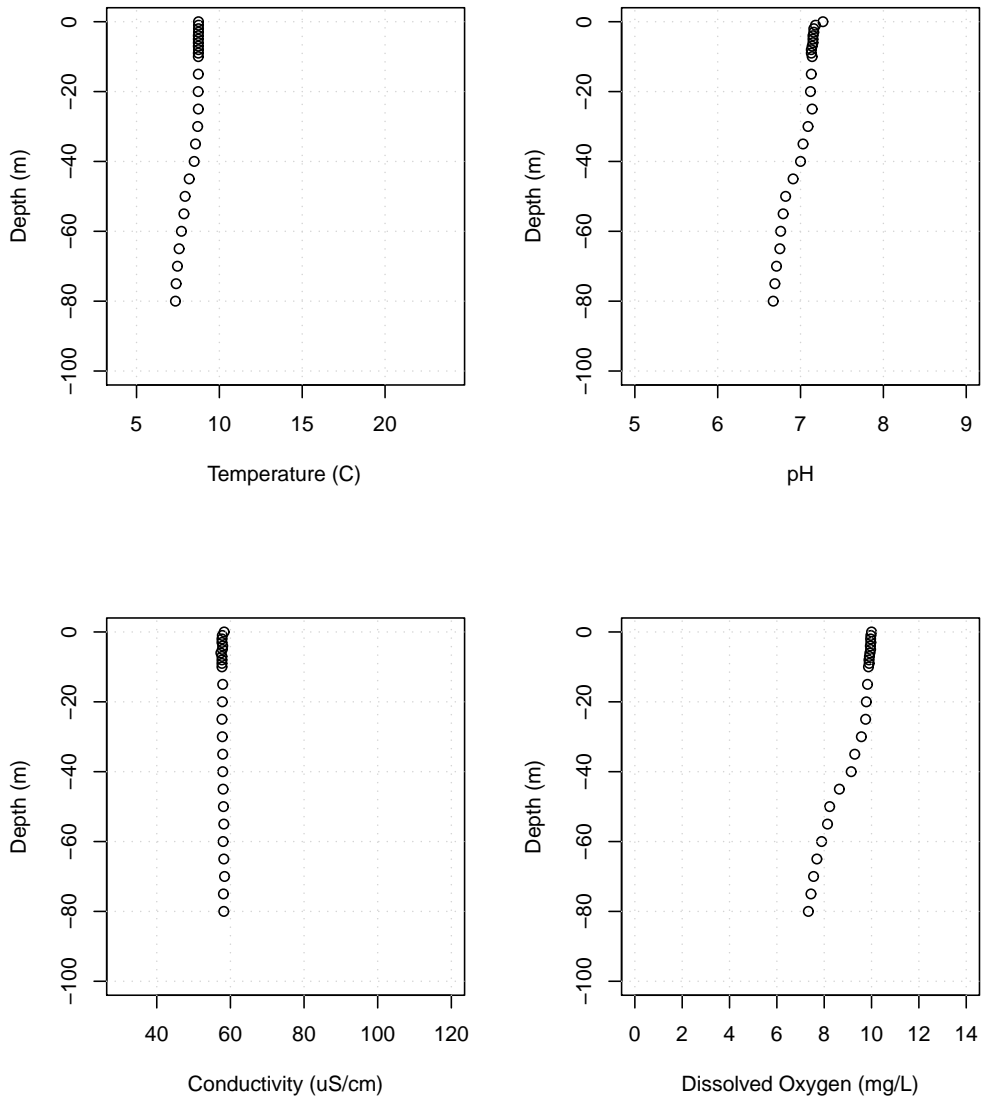 0
−20
−40
−60
−80
−100
Depth (m)
5 10 15 20
Temperature (C)
0
−20
−40
−60
−80
−100
Depth (m)
5 6 7 8 9
pH
0
−20
−40
−60
−80
−100
Depth (m)
40 60 80 100 120
Conductivity (uS/cm)
0
−20
−40
−60
−80
−100
Depth (m)
0 2 4 6 8 10 12 14
Dissolved Oxygen (mg/L)